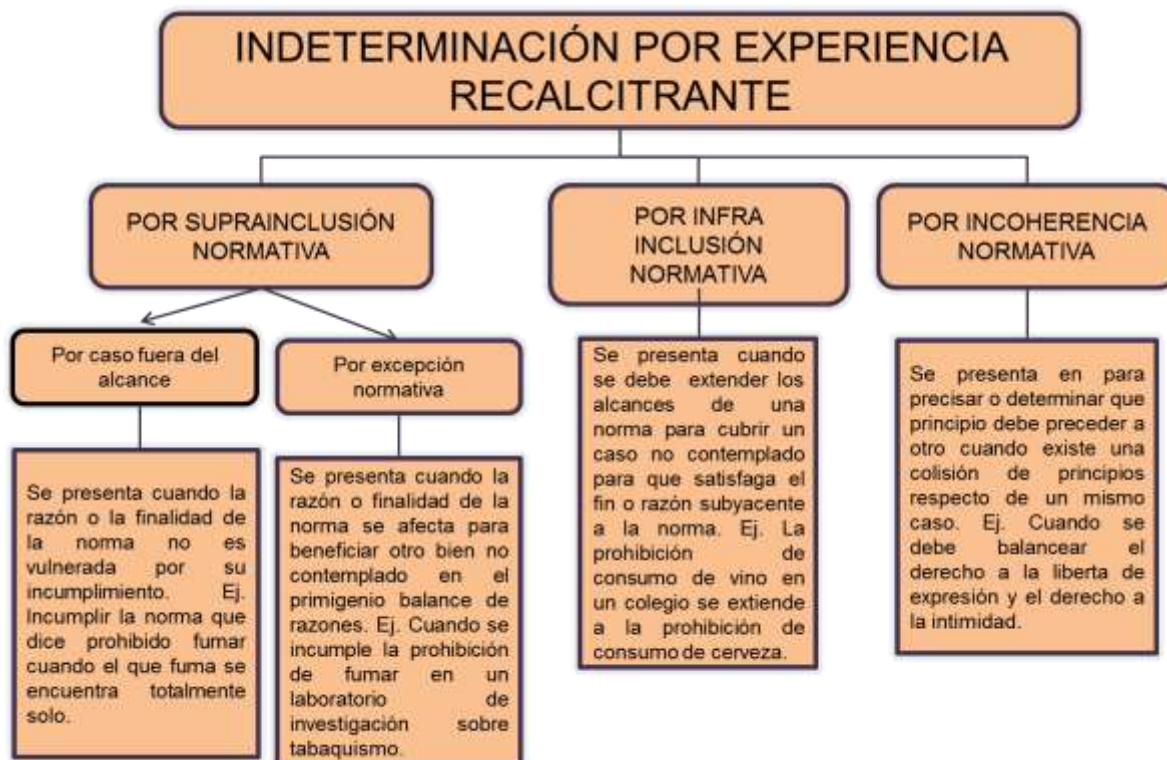 INDETERMINACIÓN POR EXPERIENCIA
RECALCITRANTE
POR SUPRAINCLUSIÓN
NORMATIVA
POR INFRA
INCLUSIÓN
NORMATIVA
POR INCOHERENCIA
NORMATIVA
Por caso fuera del
alcance
Por excepción
normativa
Se presenta cuando la
razón o la finalidad de
la norma no es
vulnerada por su
incumplimiento. Ej.
Incumplir la norma que
dice prohibido fumar
cuando el que fuma se
encuentra totalmente
solo.
Se presenta cuando la
razón o finalidad de la
norma se afecta para
beneficiar otro bien no
contemplado en el
primigenio balance de
razones. Ej. Cuando se
incumple la prohibición
de fumar en un
laboratorio de
investigación sobre
tabaquismo.
Se presenta cuando
se debe extender los
alcances de una
norma para cubrir un
caso no contemplado
para que satisfaga el
fin o razón subyacente
a la norma. Ej. La
prohibición de
consumo de vino en
un colegio se extiende
a la prohibición de
consumo de cerveza.
Se presenta en para
precisar o determinar que
principio debe preceder a
otro cuando existe una
colisión de principios
respecto de un mismo
caso. Ej. Cuando se
debe balancear el
derecho a la liberta de
expresión y el derecho a
la intimidad.